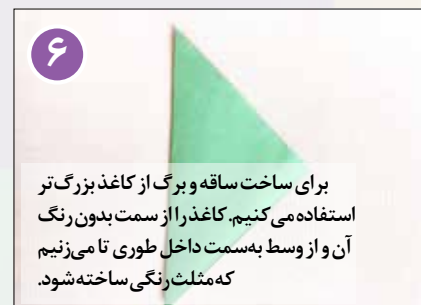 ۶
برای ساخت ساقه و برگ از کاغذ بزرگ‌تر
استفاده می‌کنیم. کاغذ را از سمت بدون رنگ
آن و از وسط به‌سمت داخل طوری تا می‌زنیم
که مثلث رنگی ساخته شود.